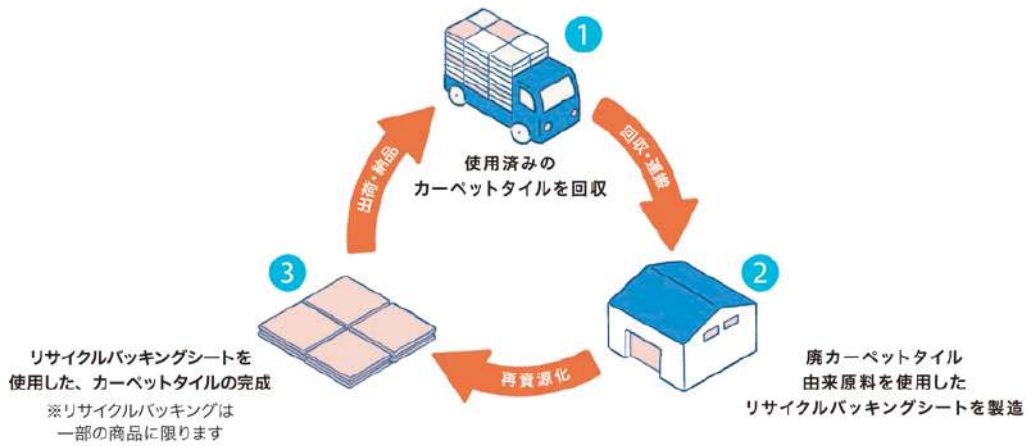 1
使用済みの
カーペットタイルを回収
回収・運搬
2
廃カーペットタイル
由来原料を使用した
リサイクルバッキングシートを製造
再資源化
3
リサイクルバッキングシートを
使用した、カーペットタイルの完成
※リサイクルバッキングは
一部の商品に限ります
出荷・納品